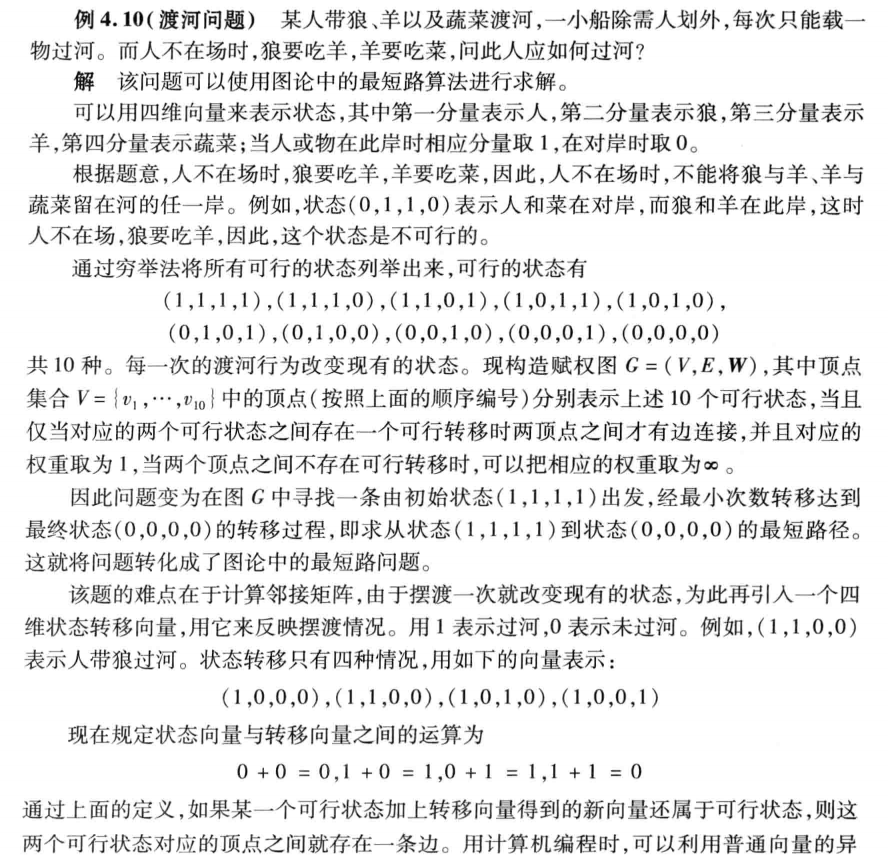 例 4.10(渡河问题) 某人带狼、羊以及蔬菜渡河,一小船除需人划外,每次只能载一
物过河。而人不在场时,狼要吃羊,羊要吃菜,问此人应如何过河?
解 该问题可以使用图论中的最短路算法进行求解。
可以用四维向量来表示状态,其中第一分量表示人,第二分量表示狼,第三分量表示
羊,第四分量表示蔬菜;当人或物在此岸时相应分量取 1,在对岸时取 0。
根据题意,人不在场时,狼要吃羊,羊要吃菜,因此,人不在场时,不能将狼与羊、羊与
蔬菜留在河的任一岸。例如,状态(0,1,1,0)表示人和菜在对岸,而狼和羊在此岸,这时
人不在场,狼要吃羊,因此,这个状态是不可行的。
通过穷举法将所有可行的状态列举出来,可行的状态有
(1,1,1,1),(1,1,1,0),(1,1,0,1),(1,0,1,1),(1,0,1,0),
(0,1,0,1),(0,1,0,0),(0,0,1,0),(0,0,0,1),(0,0,0,0)
共 10 种。每一次的渡河行为改变现有的状态。现构造赋权图 G=(V,E,W),其中顶点
集合 V={v₁,⋯,v₁₀}中的顶点(按照上面的顺序编号)分别表示上述 10 个可行状态,当且
仅当对应的两个可行状态之间存在一个可行转移时两顶点之间才有边连接,并且对应的
权重取为 1,当两个顶点之间不存在可行转移时,可以把相应的权重取为∞。
因此问题变为在图 G 中寻找一条由初始状态(1,1,1,1)出发,经最小次数转移达到
最终状态(0,0,0,0)的转移过程,即求从状态(1,1,1,1)到状态(0,0,0,0)的最短路径。
这就将问题转化成了图论中的最短路问题。
该题的难点在于计算邻接矩阵,由于摆渡一次就改变现有的状态,为此再引入一个四
维状态转移向量,用它来反映摆渡情况。用 1 表示过河,0 表示未过河。例如,(1,1,0,0)
表示人带狼过河。状态转移只有四种情况,用如下的向量表示:
(1,0,0,0),(1,1,0,0),(1,0,1,0),(1,0,0,1)
现在规定状态向量与转移向量之间的运算为
0 + 0 = 0,1 + 0 = 1,0 + 1 = 1,1 + 1 = 0
通过上面的定义,如果某一个可行状态加上转移向量得到的新向量还属于可行状态,则这
两个可行状态对应的顶点之间就存在一条边。用计算机编程时,可以利用普通向量的异